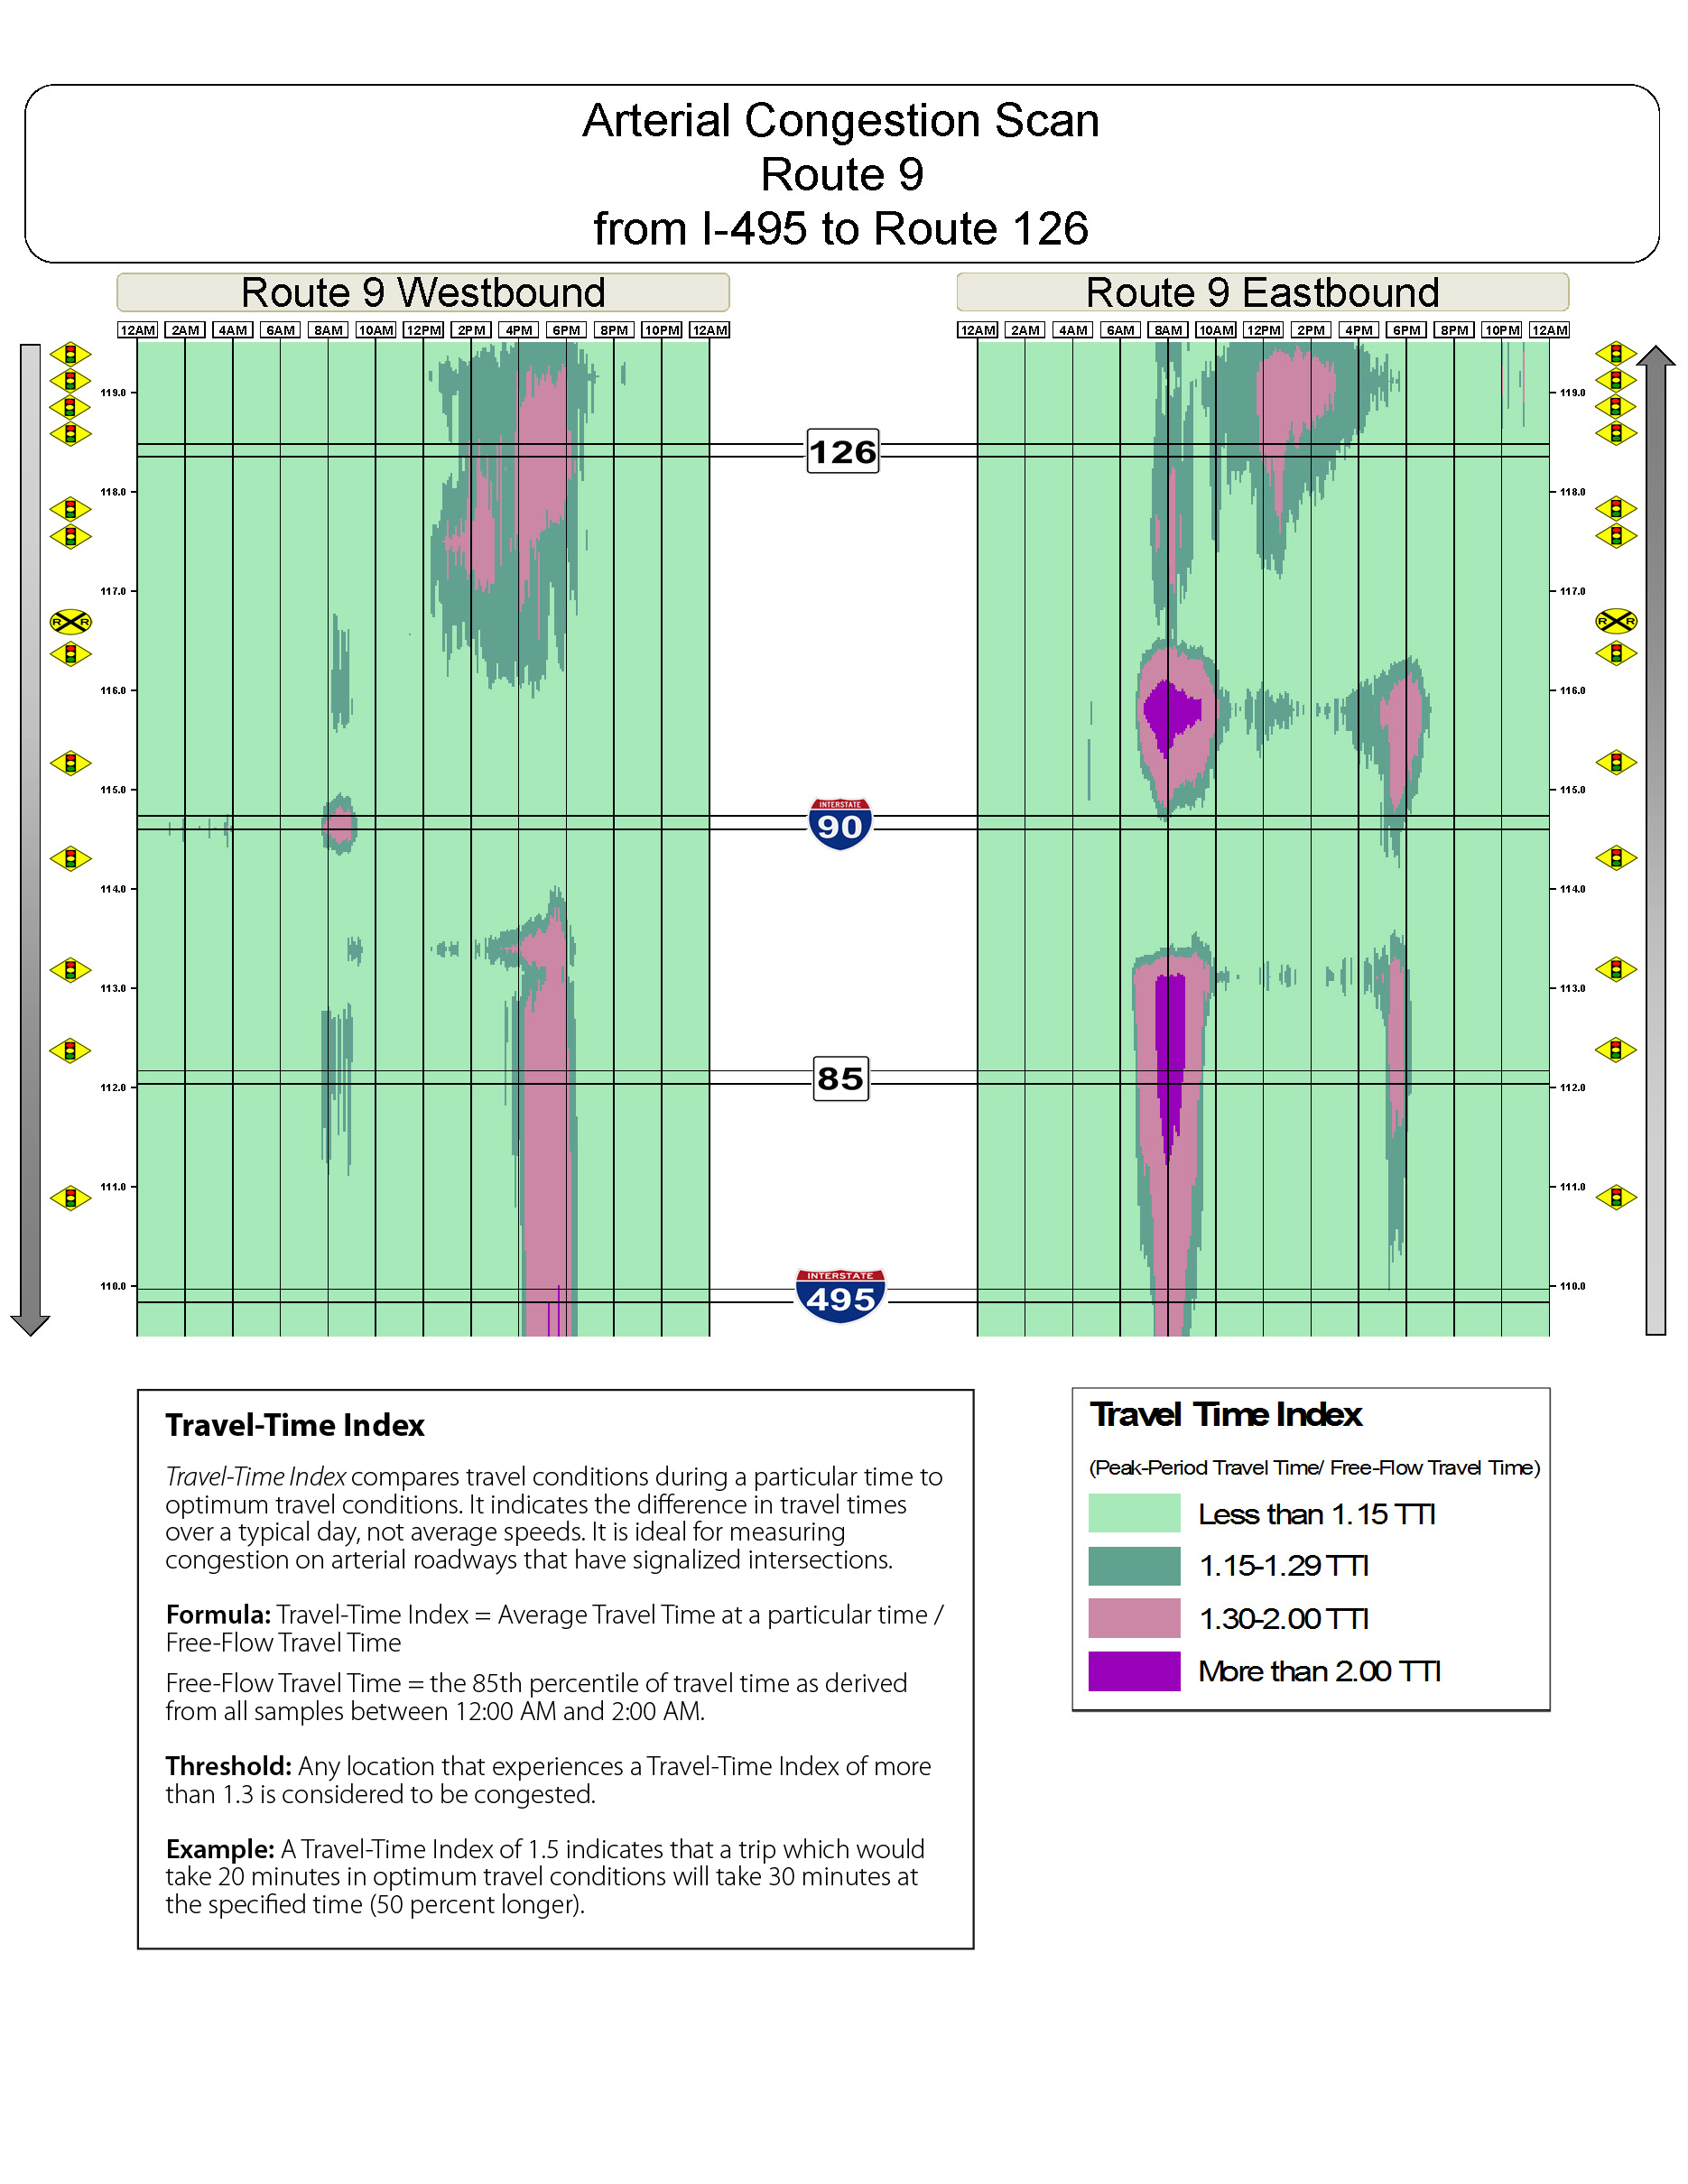 Arterial Congestion Scan
Route 9
from I-495 to Route 126
Route 9 Westbound
Route 9 Eastbound
12AM 2AM 4AM 6AM 8AM 10AM 12PM 2PM 4PM 6PM 8PM 10PM 12AM
12AM 2AM 4AM 6AM 8AM 10AM 12PM 2PM 4PM 6PM 8PM 10PM 12AM
119.0 119.0
126
118.0 118.0
117.0 117.0
R R R R
116.0 116.0
115.0 115.0
INTERSTATE
90
114.0 114.0
113.0 113.0
85
112.0 112.0
111.0 111.0
INTERSTATE
110.0 110.0
495
Travel-Time Index
Travel-Time Index compares travel conditions during a particular time to
optimum travel conditions. It indicates the difference in travel times
over a typical day, not average speeds. It is ideal for measuring
congestion on arterial roadways that have signalized intersections.
Formula: Travel-Time Index = Average Travel Time at a particular time /
Free-Flow Travel Time
Free-Flow Travel Time = the 85th percentile of travel time as derived
from all samples between 12:00 AM and 2:00 AM.
Threshold: Any location that experiences a Travel-Time Index of more
than 1.3 is considered to be congested.
Example: A Travel-Time Index of 1.5 indicates that a trip which would
take 20 minutes in optimum travel conditions will take 30 minutes at
the specified time (50 percent longer).
Travel Time Index
(Peak-Period Travel Time/ Free-Flow Travel Time)
Less than 1.15 TTI
1.15-1.29 TTI
1.30-2.00 TTI
More than 2.00 TTI